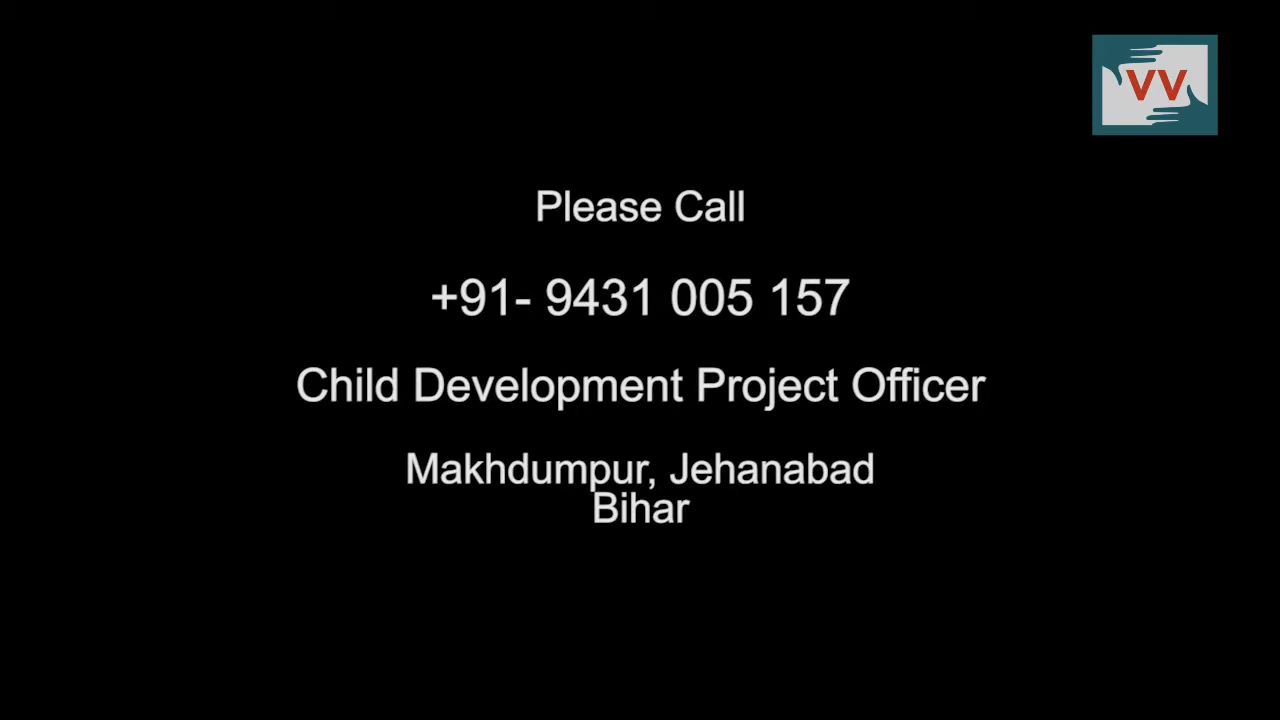 VV
Please Call
+91- 9431 005 157
Child Development Project Officer
Makhdumpur, Jehanabad
Bihar